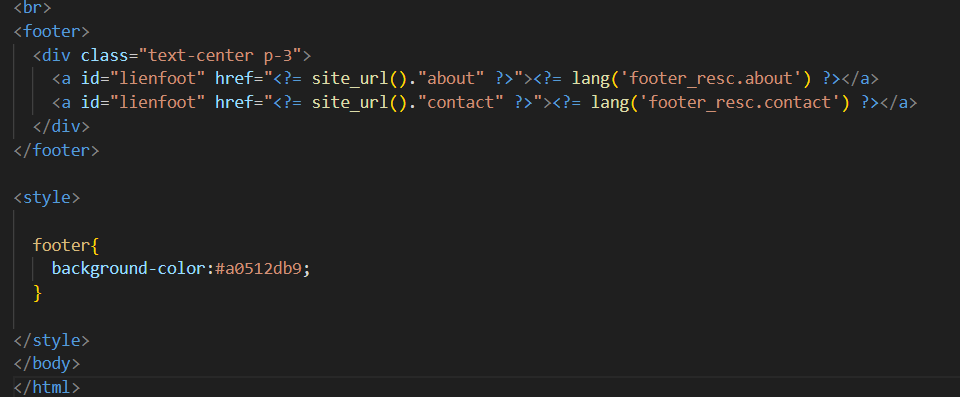 <br>
<footer>
<div class="text-center p-3">
<a id="lienfoot" href="<?= site_url()."about" ?>"><?= lang('footer_resc.about') ?></a>
<a id="lienfoot" href="<?= site_url()."contact" ?>"><?= lang('footer_resc.contact') ?></a>
</div>
</footer>
<style>
footer{
background-color:#a0512db9;
}
</style>
</body>
</html>